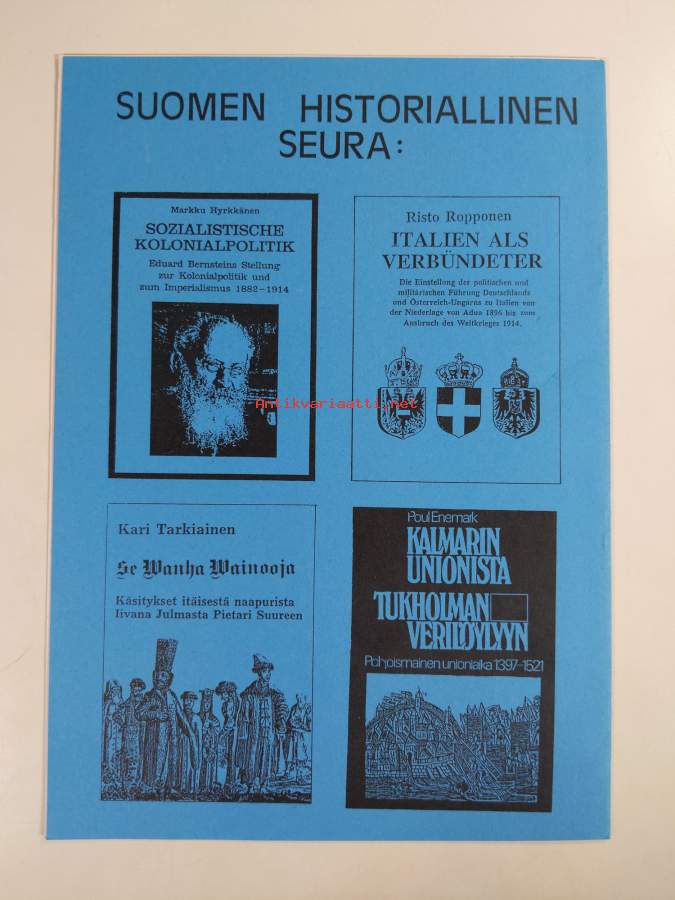 SUOMEN HISTORIALLINEN
SEURA:
Markku Hyrkkänen
SOZIALISTISCHE
KOLONIALPOLITIK
Eduard Bernsteins Stellung
zur Kolonialpolitik und
zum Imperialismus 1882–1914
Risto Ropponen
ITALIEN ALS
VERBÜNDETER
Die Einstellung der politischen und
militärischen Führung Deutschlands
und Österreich-Ungarns zu Italien von
der Niederlage von Adua 1896 bis zum
Ausbruch des Weltkrieges 1914.
Antikvariaatti.net
Kari Tarkiainen
Se Wanha Wainooja
Käsitykset itäisestä naapurista
Iivana Julmasta Pietari Suureen
Poul Enemark
KALMARIN
UNIONISTA
TUKHOLMAN
VERILÖYLYYN
Pohjoismainen unioniaika 1397–1521